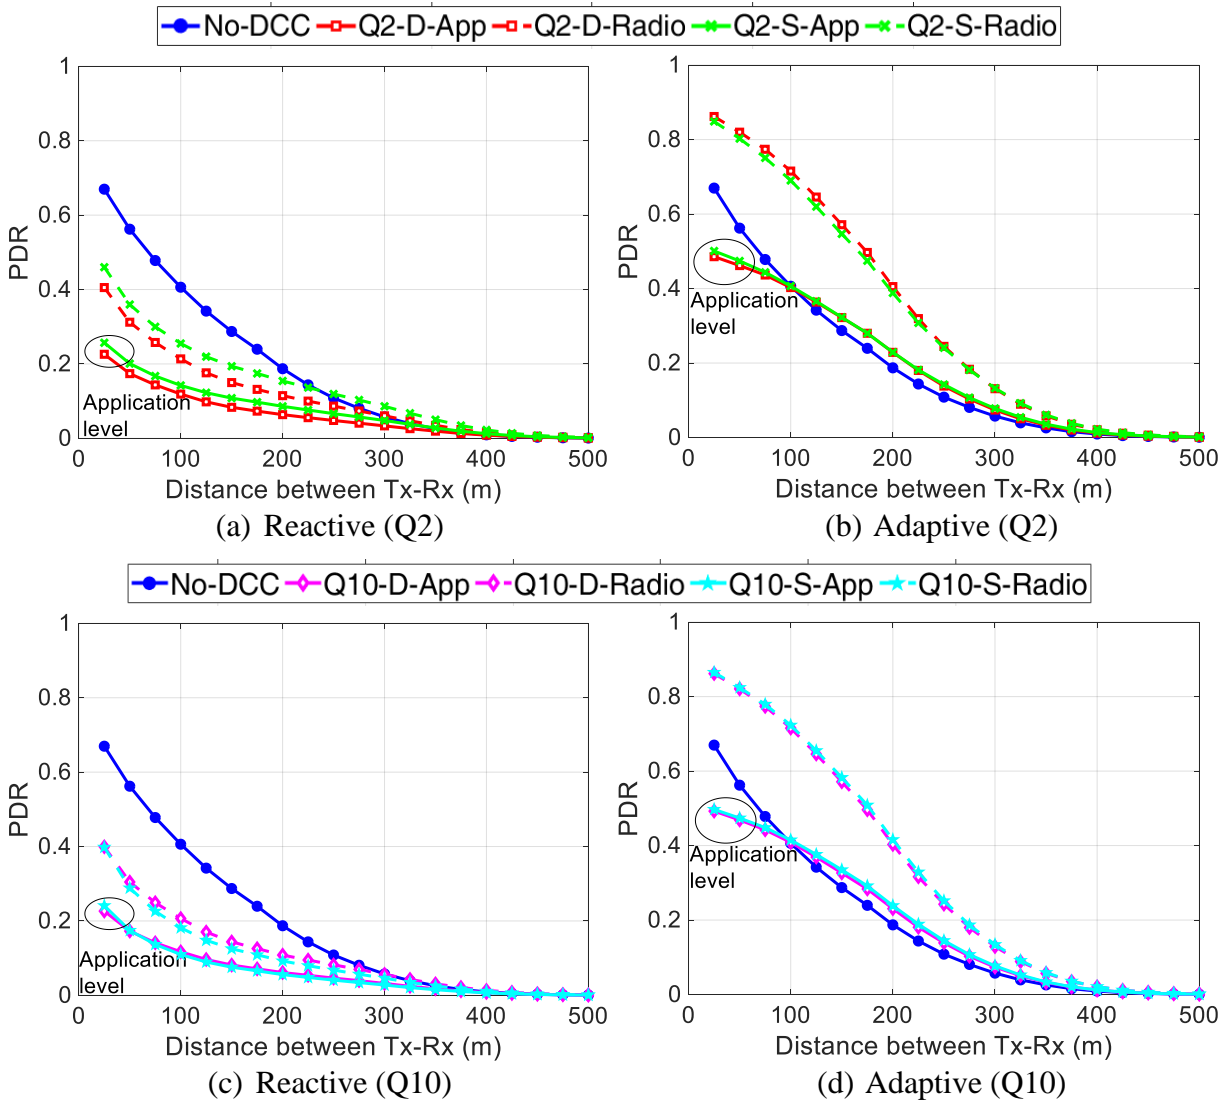 No-DCC Q2-D-App Q2-D-Radio Q2-S-App Q2-S-Radio
1
0.8
0.6
0.4
0.2
0
PDR
Application
level
0 100 200 300 400 500
Distance between Tx-Rx (m)
(a) Reactive (Q2)
1
0.8
0.6
0.4
0.2
0
PDR
Application
level
0 100 200 300 400 500
Distance between Tx-Rx (m)
(b) Adaptive (Q2)
No-DCC Q10-D-App Q10-D-Radio Q10-S-App Q10-S-Radio
1
0.8
0.6
0.4
0.2
0
PDR
Application
level
0 100 200 300 400 500
Distance between Tx-Rx (m)
(c) Reactive (Q10)
1
0.8
0.6
0.4
0.2
0
PDR
Application
level
0 100 200 300 400 500
Distance between Tx-Rx (m)
(d) Adaptive (Q10)